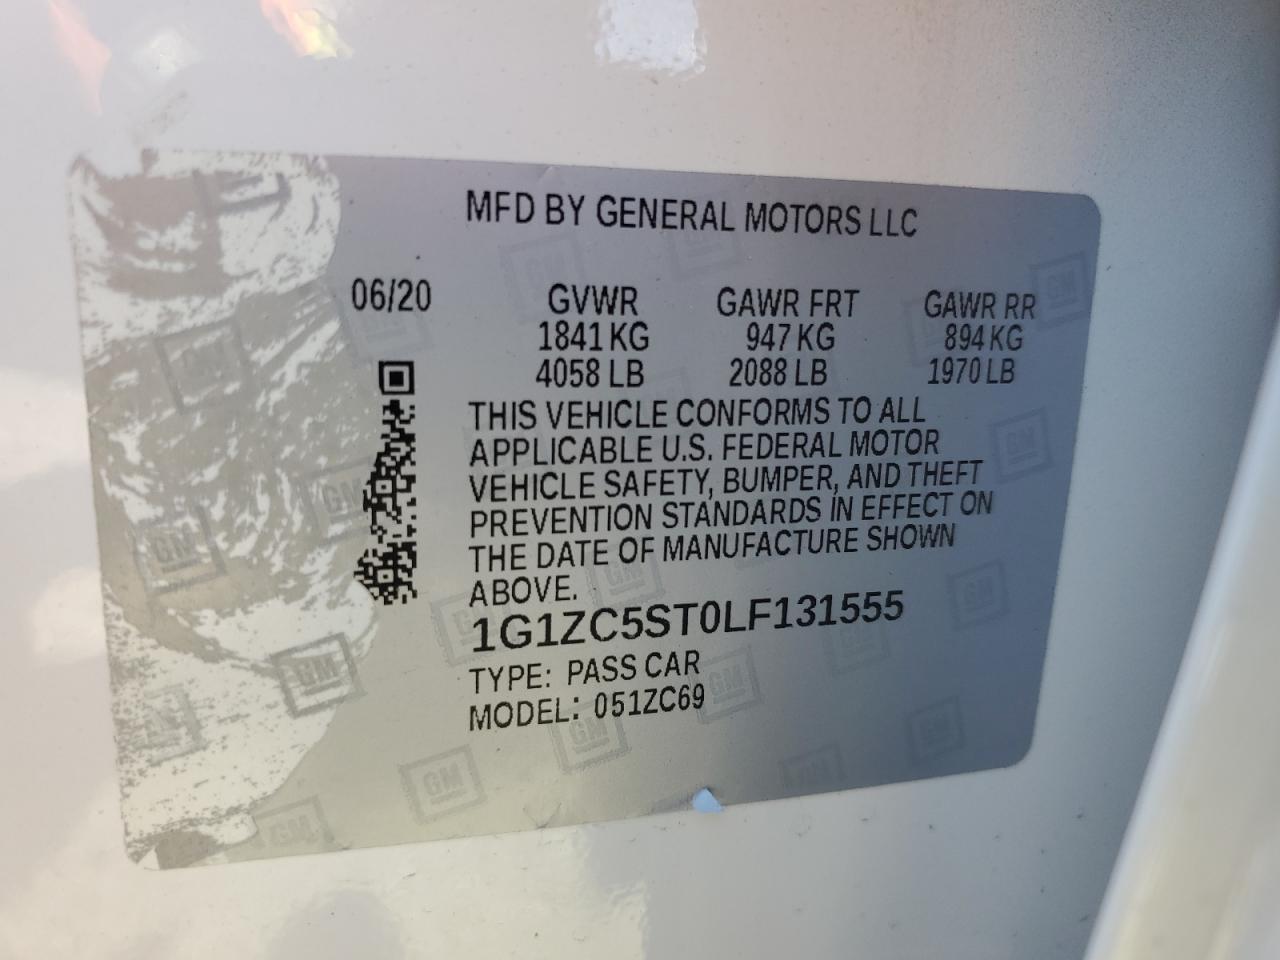 MFD BY GENERAL MOTORS LLC
06/20 GVWR GAWR FRT GAWR RR
1841 KG 947 KG 894 KG
4058 LB 2088 LB 1970 LB
THIS VEHICLE CONFORMS TO ALL
APPLICABLE U.S. FEDERAL MOTOR
VEHICLE SAFETY, BUMPER, AND THEFT
PREVENTION STANDARDS IN EFFECT ON
THE DATE OF MANUFACTURE SHOWN
ABOVE.
1G1ZC5ST0LF131555
TYPE: PASS CAR
MODEL: 051ZC69